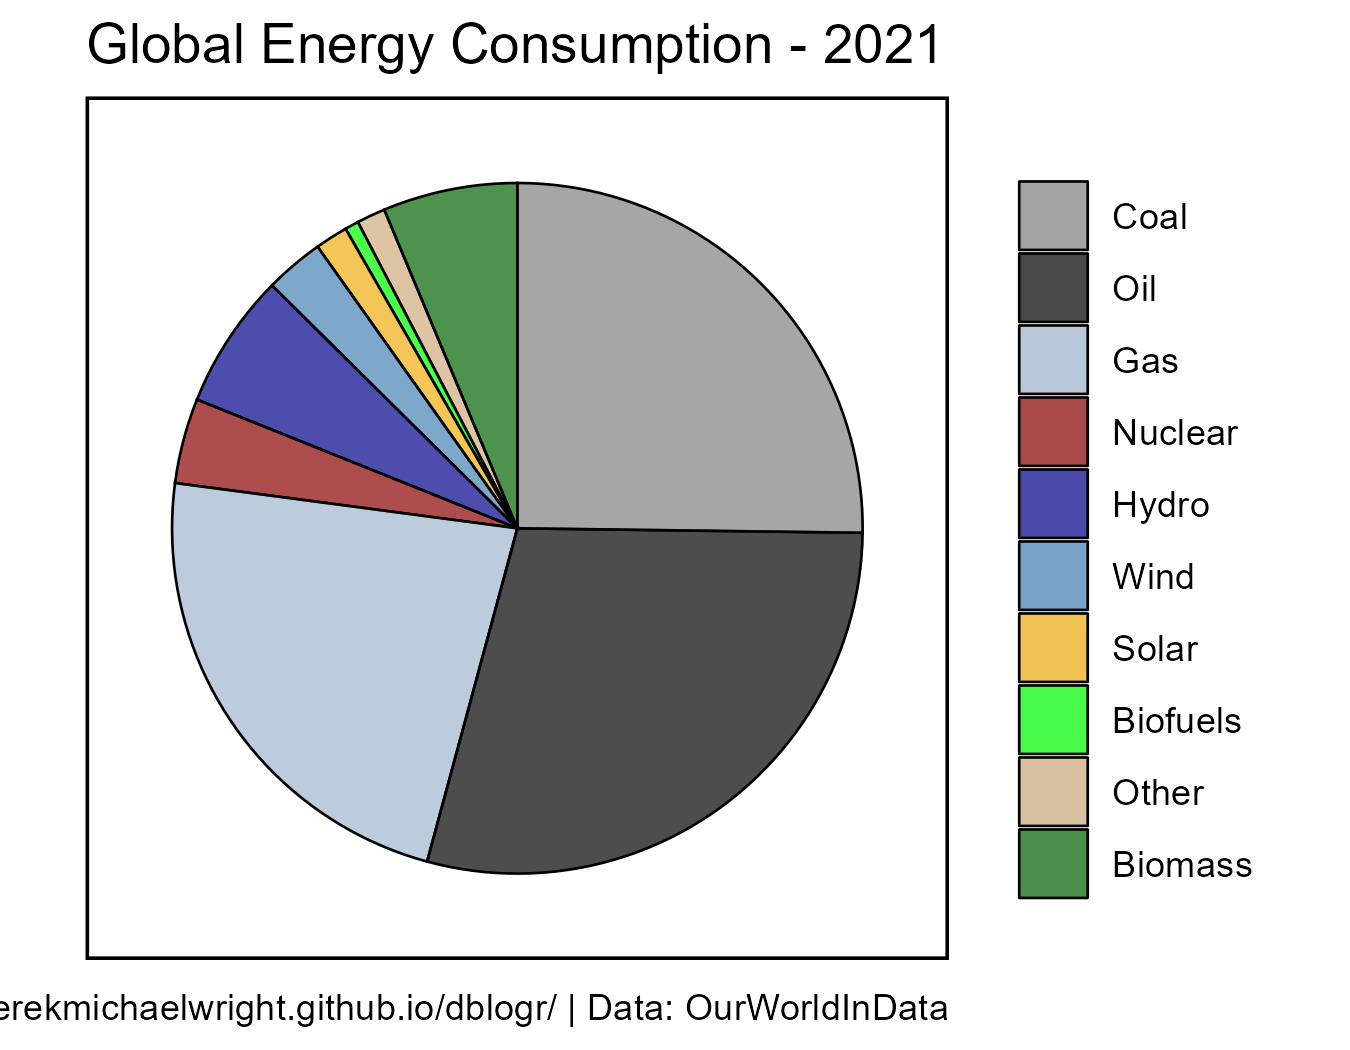 Global Energy Consumption - 2021
Coal
Oil
Gas
Nuclear
Hydro
Wind
Solar
Biofuels
Other
Biomass
erekmichaelwright.github.io/dblogr/ | Data: OurWorldInData